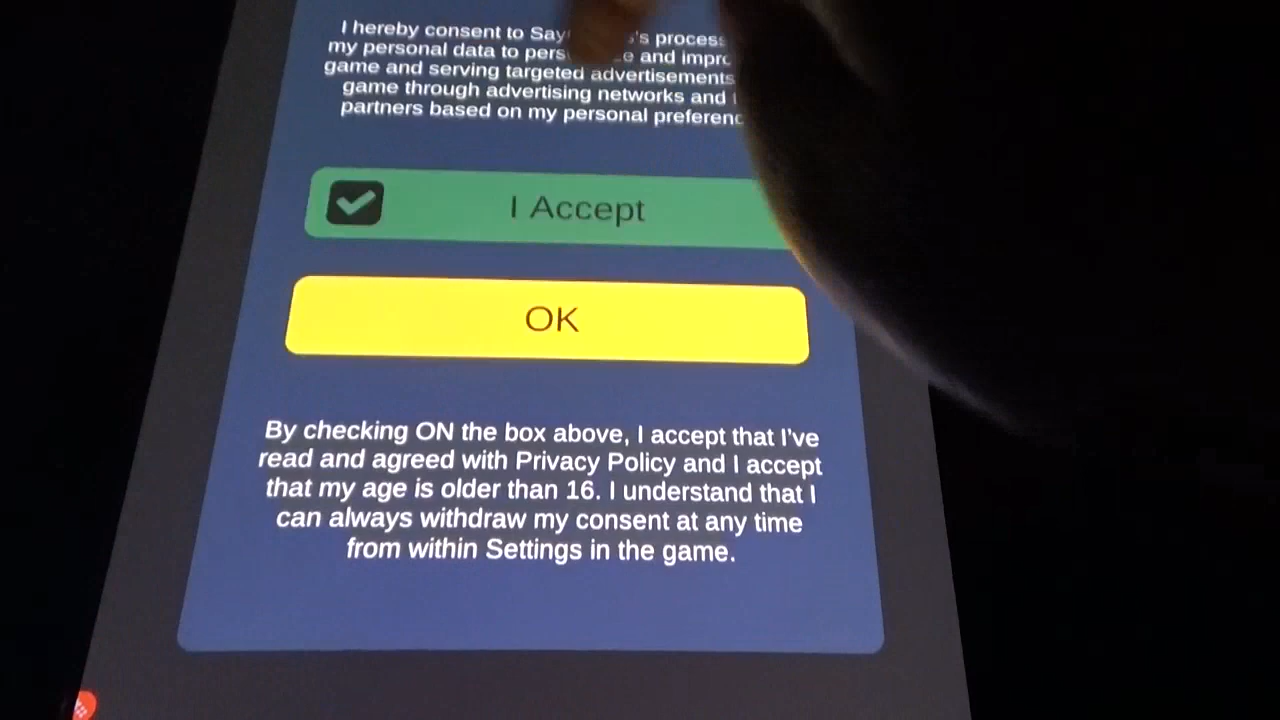 I hereby consent to Say 's process
my personal data to pers e and impro
game and serving targeted advertisements
game through advertising networks and
partners based on my personal preferenc
I Accept
OK
By checking ON the box above, I accept that I've
read and agreed with Privacy Policy and I accept
that my age is older than 16. I understand that I
can always withdraw my consent at any time
from within Settings in the game.